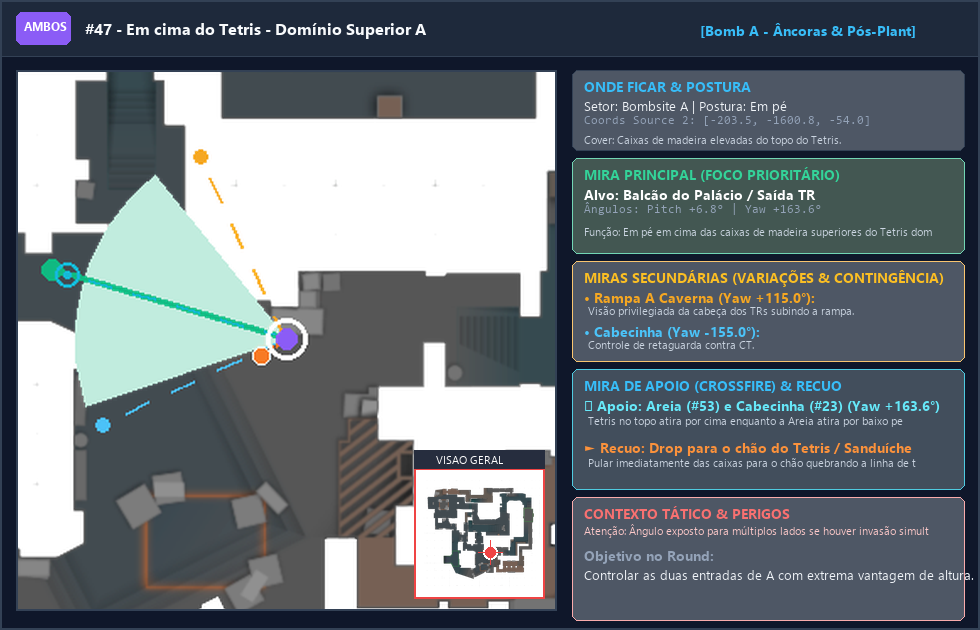 AMBOS
#47 - Em cima do Tetris - Domínio Superior A
[Bomb A - Âncoras & Pós-Plant]
VISAO GERAL
ONDE FICAR & POSTURA
Setor: Bombsite A | Postura: Em pé
Coords Source 2: [-203.5, -1600.8, -54.0]
Cover: Caixas de madeira elevadas do topo do Tetris.
MIRA PRINCIPAL (FOCO PRIORITÁRIO)
Alvo: Balcão do Palácio / Saída TR
Ângulos: Pitch +6.8° | Yaw +163.6°
Função: Em pé em cima das caixas de madeira superiores do Tetris dom
MIRAS SECUNDÁRIAS (VARIAÇÕES & CONTINGÊNCIA)
• Rampa A Caverna (Yaw +115.0°):
Visão privilegiada da cabeça dos TRs subindo a rampa.
• Cabecinha (Yaw -155.0°):
Controle de retaguarda contra CT.
MIRA DE APOIO (CROSSFIRE) & RECUO
▯ Apoio: Areia (#53) e Cabecinha (#23) (Yaw +163.6°)
Tetris no topo atira por cima enquanto a Areia atira por baixo pe
► Recuo: Drop para o chão do Tetris / Sanduíche
Pular imediatamente das caixas para o chão quebrando a linha de t
CONTEXTO TÁTICO & PERIGOS
Atenção: Ângulo exposto para múltiplos lados se houver invasão simult
Objetivo no Round:
Controlar as duas entradas de A com extrema vantagem de altura.